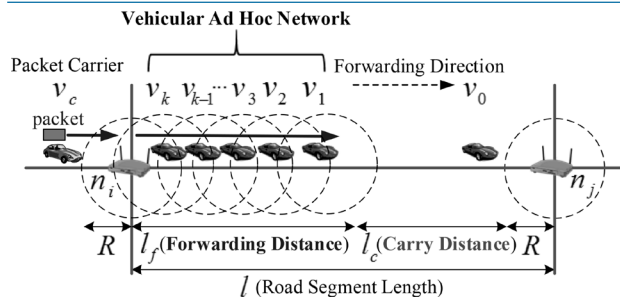 Vehicular Ad Hoc Network
Packet Carrier
Forwarding Direction
v_c
v_k v_{k-1} ... v_3 v_2 v_1
v_0
packet
n_i
n_j
R
l_f (Forwarding Distance)
l_c (Carry Distance)
R
l (Road Segment Length)